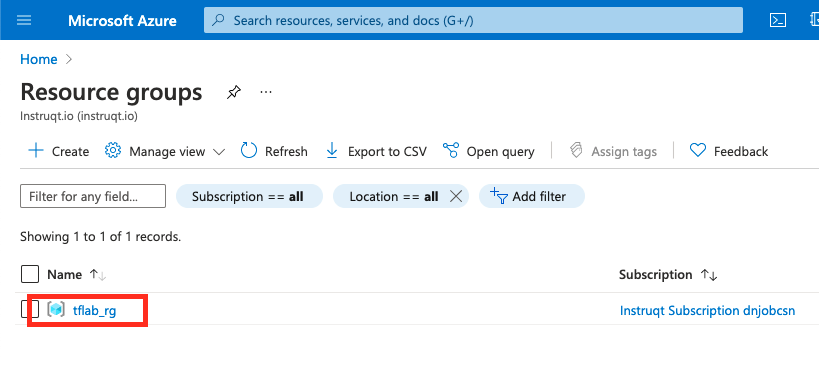 Microsoft Azure
Search resources, services, and docs (G+/)
Home
Resource groups
Instruqt.io (instruqt.io)
Create Manage view Refresh Export to CSV Open query Assign tags Feedback
Filter for any field... Subscription == all Location == all Add filter
Showing 1 to 1 of 1 records.
Name Subscription
tflab_rg Instruqt Subscription dnjobcsn